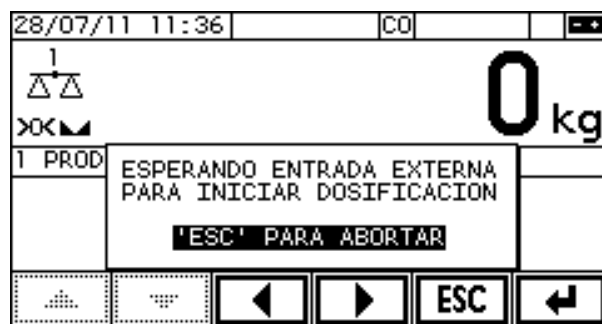 28/07/11 11:36 CO
1
0 kg
1 PROD
ESPERANDO ENTRADA EXTERNA
PARA INICIAR DOSIFICACION
'ESC' PARA ABORTAR
ESC